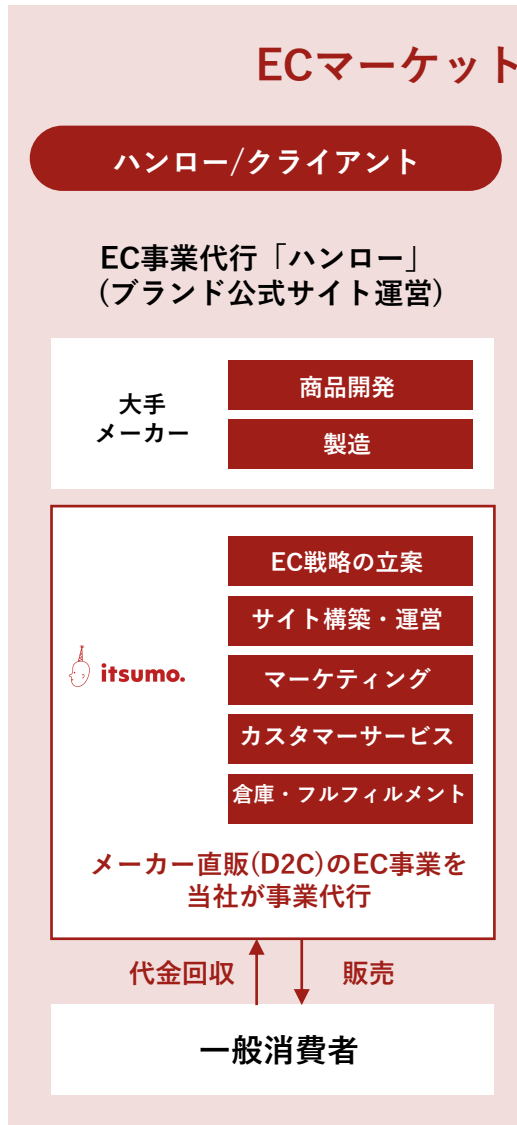 ECマーケット
ハンロー/クライアント
EC事業代行「ハンロー」
(ブランド公式サイト運営)
大手
メーカー
商品開発
製造
itsumo.
EC戦略の立案
サイト構築・運営
マーケティング
カスタマーサービス
倉庫・フルフィルメント
メーカー直販(D2C)のEC事業を
当社が事業代行
代金回収
販売
一般消費者